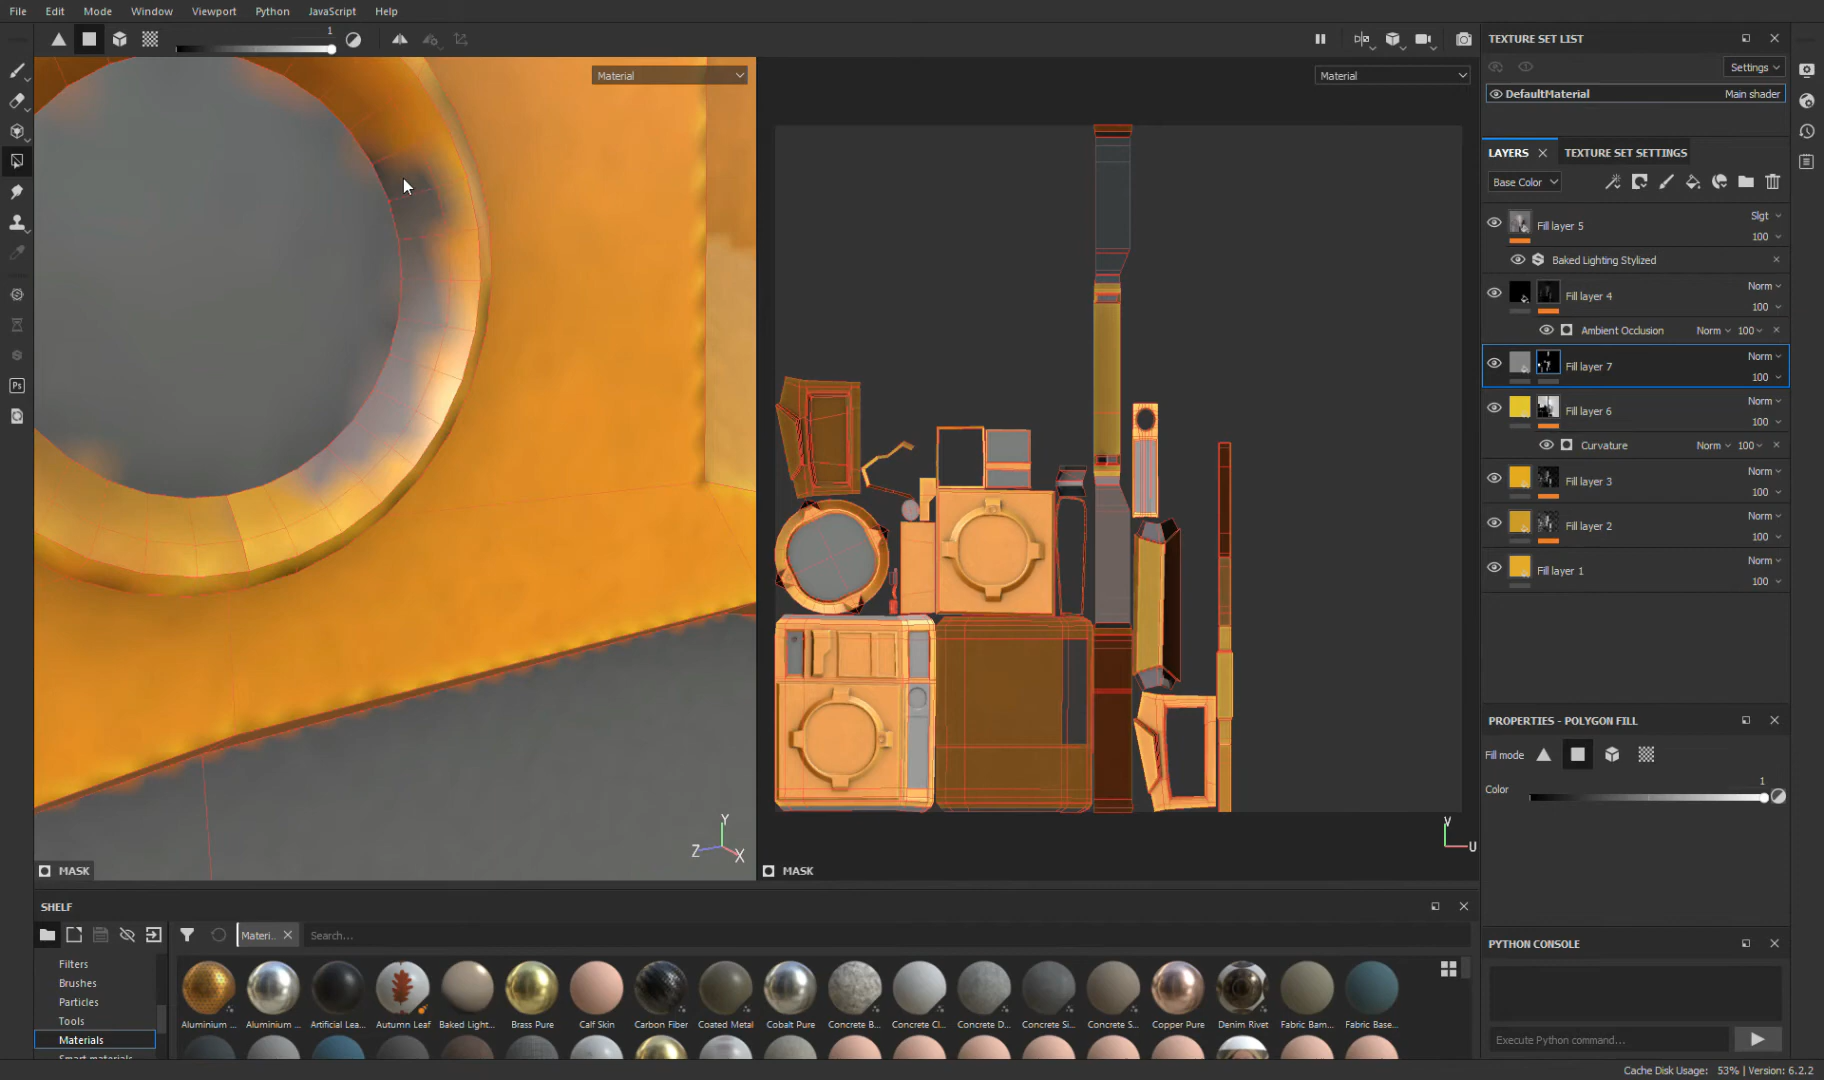 File Edit Mode Window Viewport Python JavaScript Help
1
Material
Material
MASK
Y
Z
X
MASK
V
U
TEXTURE SET LIST
Settings
DefaultMaterial Main shader
LAYERS TEXTURE SET SETTINGS
Base Color
Fill layer 5 Slgt
100
Baked Lighting Stylized
Fill layer 4 Norm
100
Ambient Occlusion Norm 100
Fill layer 7 Norm
100
Fill layer 6 Norm
100
Curvature Norm 100
Fill layer 3 Norm
100
Fill layer 2 Norm
100
Fill layer 1 Norm
100
PROPERTIES - POLYGON FILL
Fill mode
Color 1
PYTHON CONSOLE
Execute Python command...
SHELF
Materi... Search...
Filters
Brushes
Particles
Tools
Materials
Smart materials
Aluminium ... Aluminium ... Artificial Lea... Autumn Leaf Baked Light... Brass Pure Calf Skin Carbon Fiber Coated Metal Cobalt Pure Concrete B... Concrete Cl... Concrete D... Concrete Si... Concrete S... Copper Pure Denim Rivet Fabric Bam... Fabric Base...
Cache Disk Usage: 53% | Version: 6.2.2